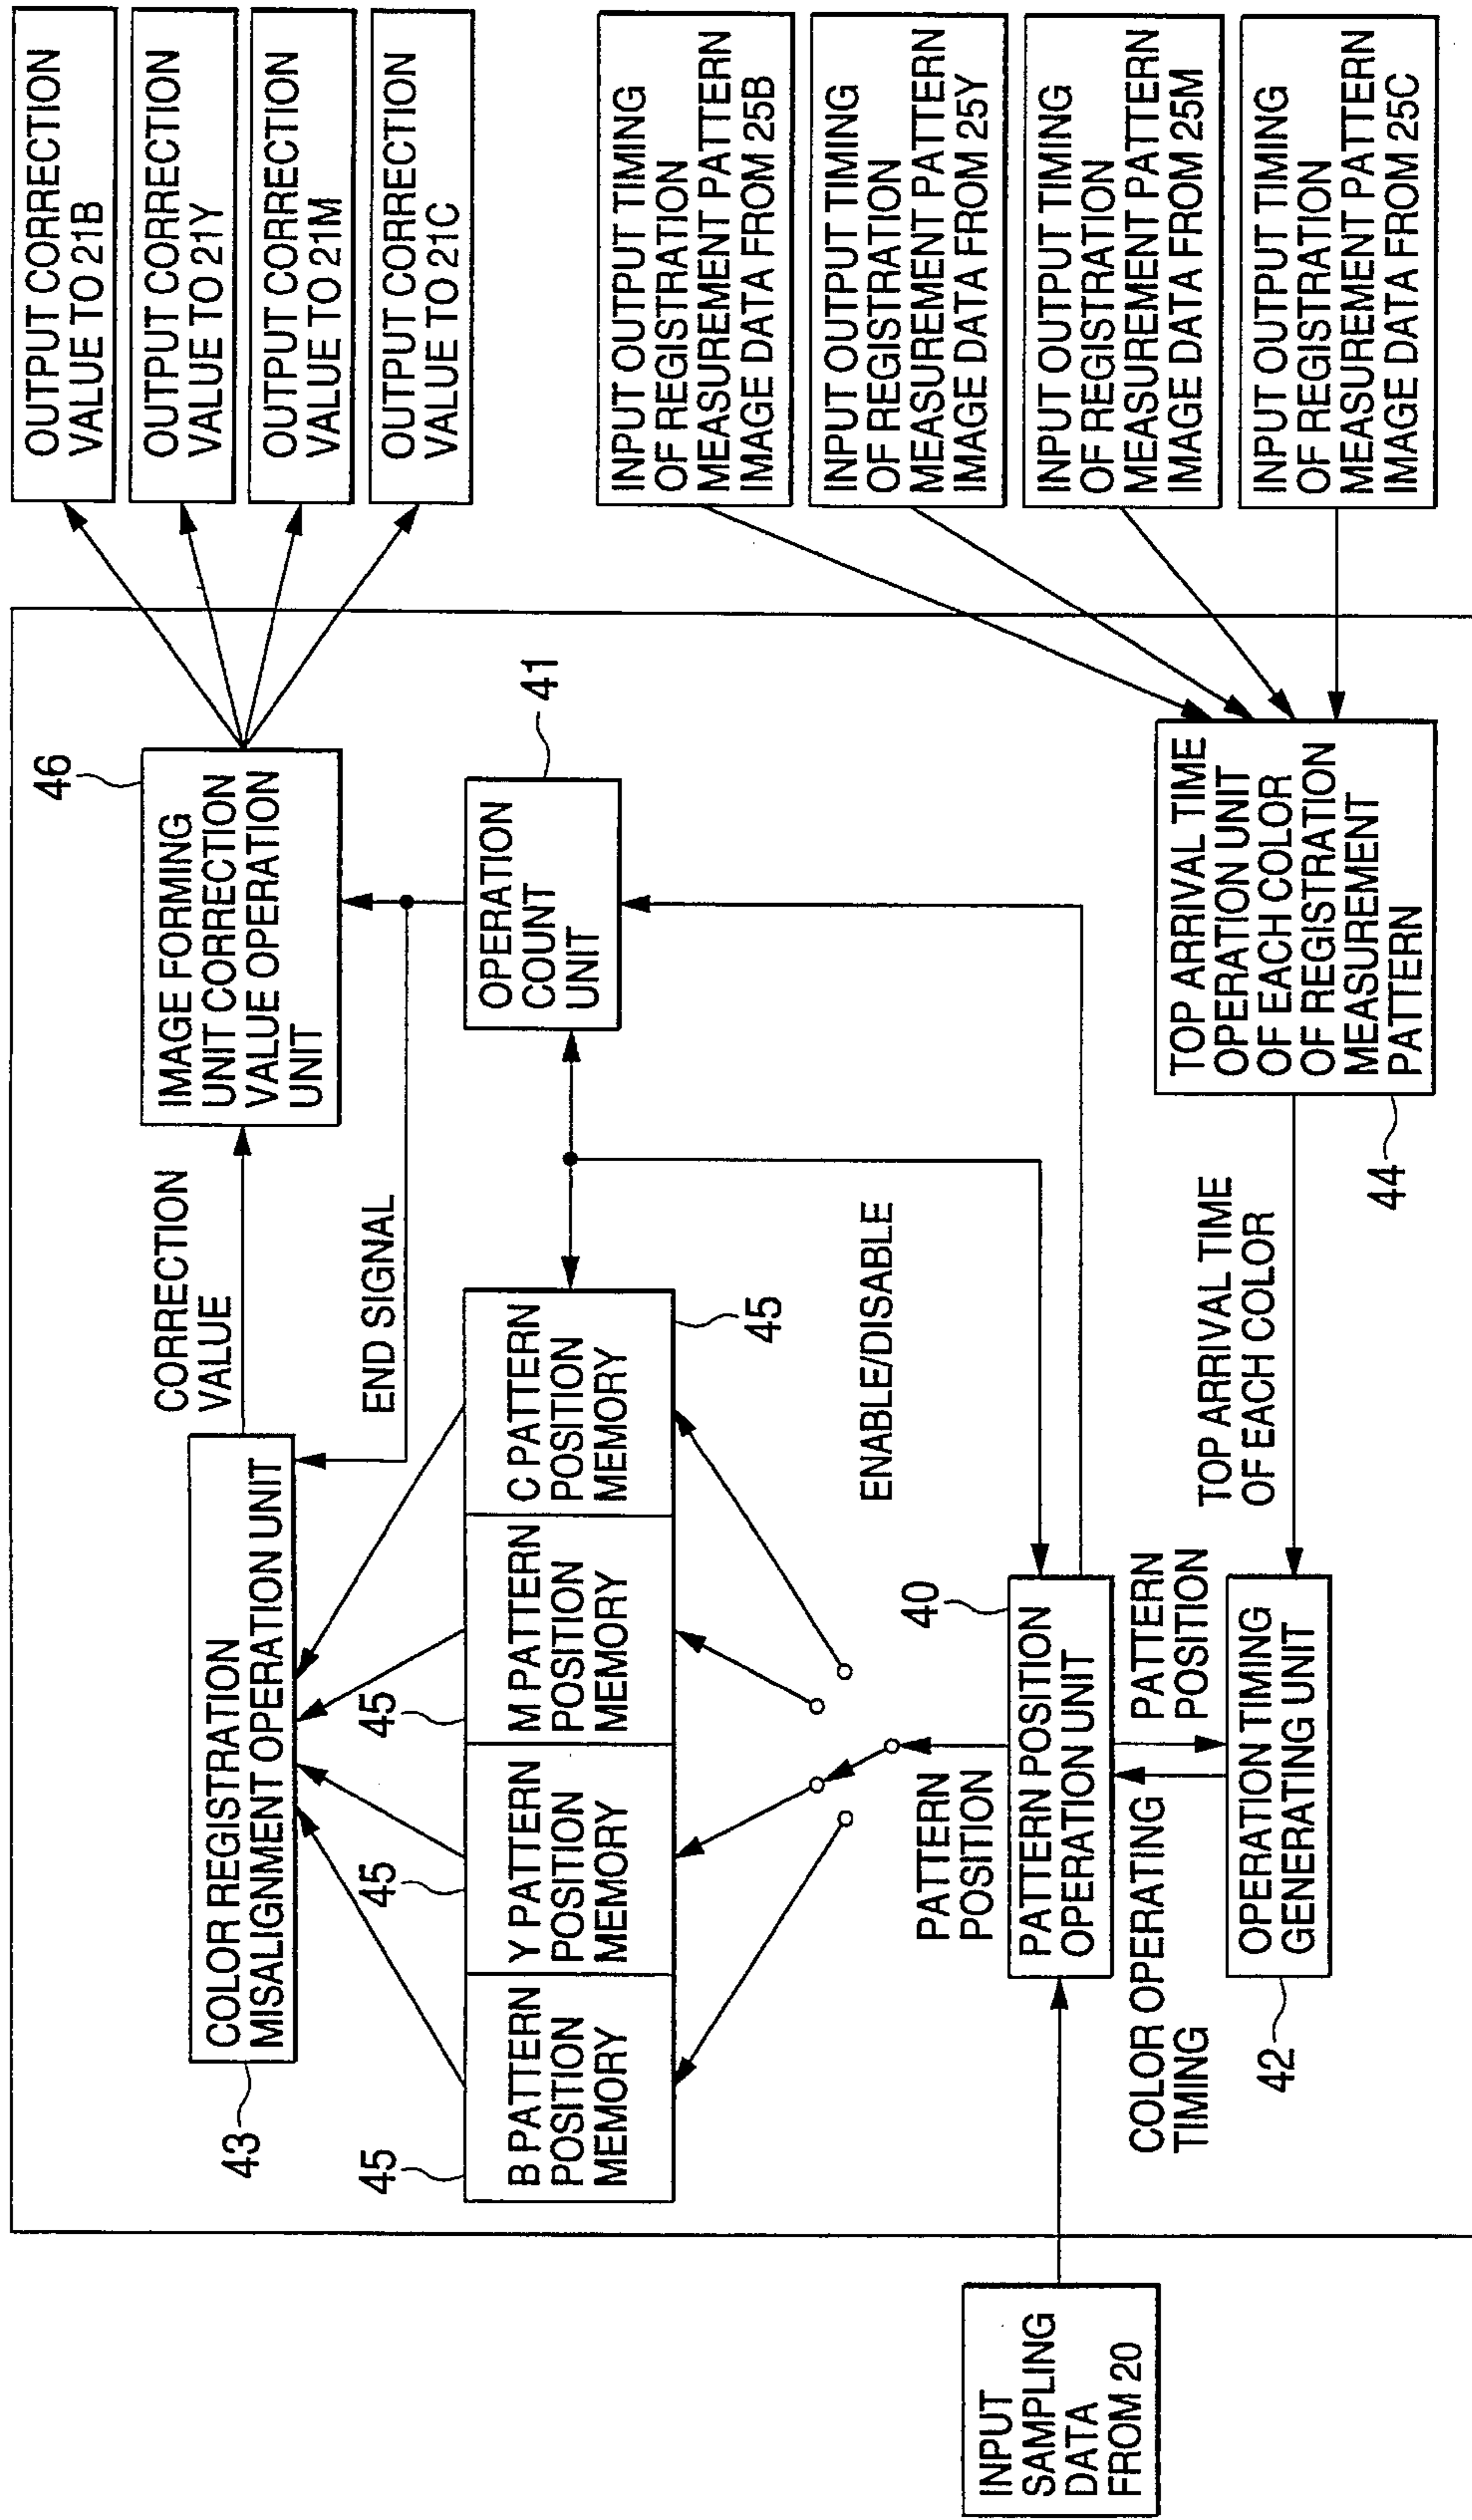 INPUT
SAMPLING
DATA
FROM 20
43
COLOR REGISTRATION
MISALIGNMENT OPERATION UNIT
CORRECTION
VALUE
46
IMAGE FORMING
UNIT CORRECTION
VALUE OPERATION
UNIT
END SIGNAL
45
B PATTERN
POSITION
MEMORY
45
Y PATTERN
POSITION
MEMORY
45
M PATTERN
POSITION
MEMORY
45
C PATTERN
POSITION
MEMORY
41
OPERATION
COUNT
UNIT
ENABLE/DISABLE
PATTERN
POSITION
40
PATTERN POSITION
OPERATION UNIT
COLOR OPERATING
TIMING
PATTERN
POSITION
42
OPERATION TIMING
GENERATING UNIT
TOP ARRIVAL TIME
OF EACH COLOR
44
TOP ARRIVAL TIME
OPERATION UNIT
OF EACH COLOR
OF REGISTRATION
MEASUREMENT
PATTERN
OUTPUT CORRECTION
VALUE TO 21B
OUTPUT CORRECTION
VALUE TO 21Y
OUTPUT CORRECTION
VALUE TO 21M
OUTPUT CORRECTION
VALUE TO 21C
INPUT OUTPUT TIMING
OF REGISTRATION
MEASUREMENT PATTERN
IMAGE DATA FROM 25B
INPUT OUTPUT TIMING
OF REGISTRATION
MEASUREMENT PATTERN
IMAGE DATA FROM 25Y
INPUT OUTPUT TIMING
OF REGISTRATION
MEASUREMENT PATTERN
IMAGE DATA FROM 25M
INPUT OUTPUT TIMING
OF REGISTRATION
MEASUREMENT PATTERN
IMAGE DATA FROM 25C